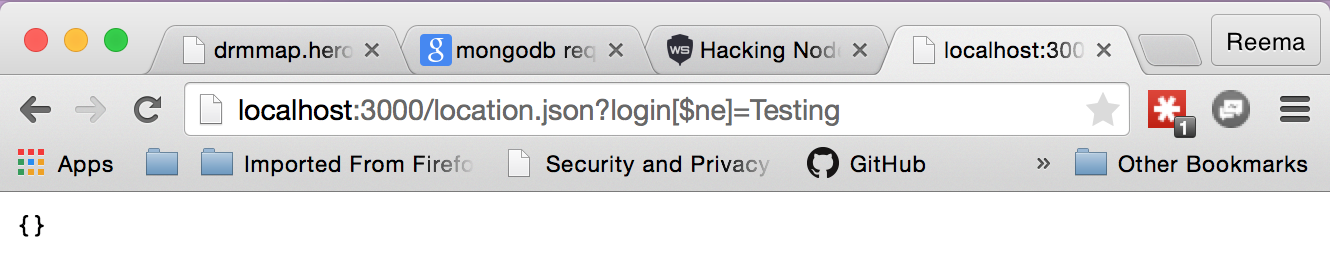 drmmap.hero mongodb req WS Hacking Nod localhost:300 Reema
localhost:3000/location.json?login[$ne]=Testing 1
Apps Imported From Firefo Security and Privacy GitHub » Other Bookmarks
{}